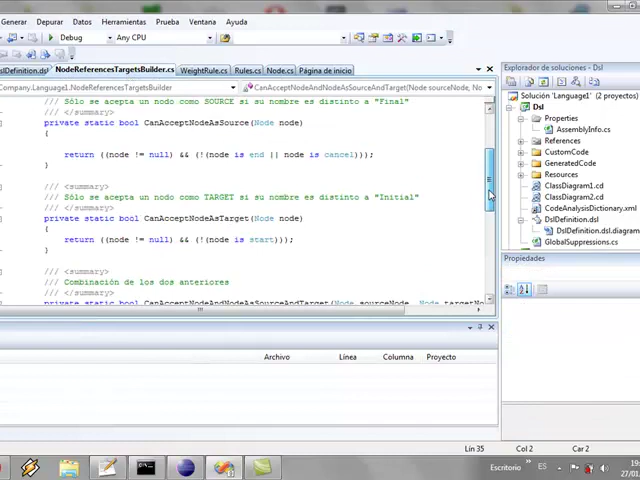 Generar Depurar Datos Herramientas Prueba Ventana Ayuda
Debug Any CPU
slDefinition.dsl NodeReferencesTargetsBuilder.cs WeightRule.cs Rules.cs Node.cs Página de inicio
Company.Language1.NodeReferencesTargetsBuilder CanAcceptNodeAndNodeAsSourceAndTarget(Node sourceNode, Node
/// Sólo se acepta un nodo como SOURCE si su nombre es distinto a "Final"
/// </summary>
private static bool CanAcceptNodeAsSource(Node node)
{
return ((node != null) && (!(node is end || node is cancel)));
}
/// <summary>
/// Sólo se acepta un nodo como TARGET si su nombre es distinto a "Initial"
/// </summary>
private static bool CanAcceptNodeAsTarget(Node node)
{
return ((node != null) && (!(node is start)));
}
/// <summary>
/// Combinación de los dos anteriores
/// </summary>
private static bool CanAcceptNodeAndNodeAsSourceAndTarget(Node sourceNode, Node targetNo
Explorador de soluciones - Dsl
Solución 'Language1' (2 proyectos)
Dsl
Properties
AssemblyInfo.cs
References
CustomCode
GeneratedCode
Resources
ClassDiagram1.cd
ClassDiagram2.cd
CodeAnalysisDictionary.xml
DslDefinition.dsl
DslDefinition.dsl.diagram
GlobalSuppressions.cs
Propiedades
Archivo Línea Columna Proyecto
Lín 35 Col 2 Car 2
Escritorio ES